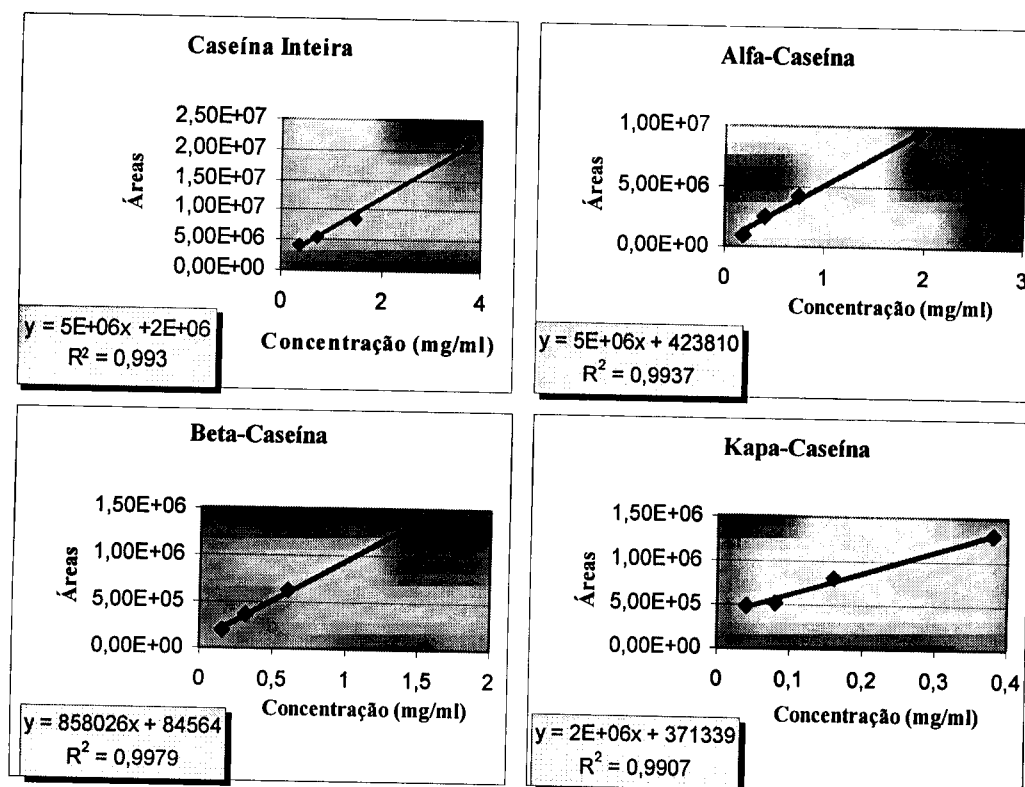 Caseína Inteira
Áreas
2,50E+07
2,00E+07
1,50E+07
1,00E+07
5,00E+06
0,00E+00
0 2 4
Concentração (mg/ml)
y = 5E+06x +2E+06
R² = 0,993
Alfa-Caseína
Áreas
1,00E+07
5,00E+06
0,00E+00
0 1 2 3
Concentração (mg/ml)
y = 5E+06x + 423810
R² = 0,9937
Beta-Caseína
Áreas
1,50E+06
1,00E+06
5,00E+05
0,00E+00
0 0,5 1 1,5 2
Concentração (mg/ml)
y = 858026x + 84564
R² = 0,9979
Kapa-Caseína
Áreas
1,50E+06
1,00E+06
5,00E+05
0,00E+00
0 0,1 0,2 0,3 0,4
Concentração (mg/ml)
y = 2E+06x + 371339
R² = 0,9907